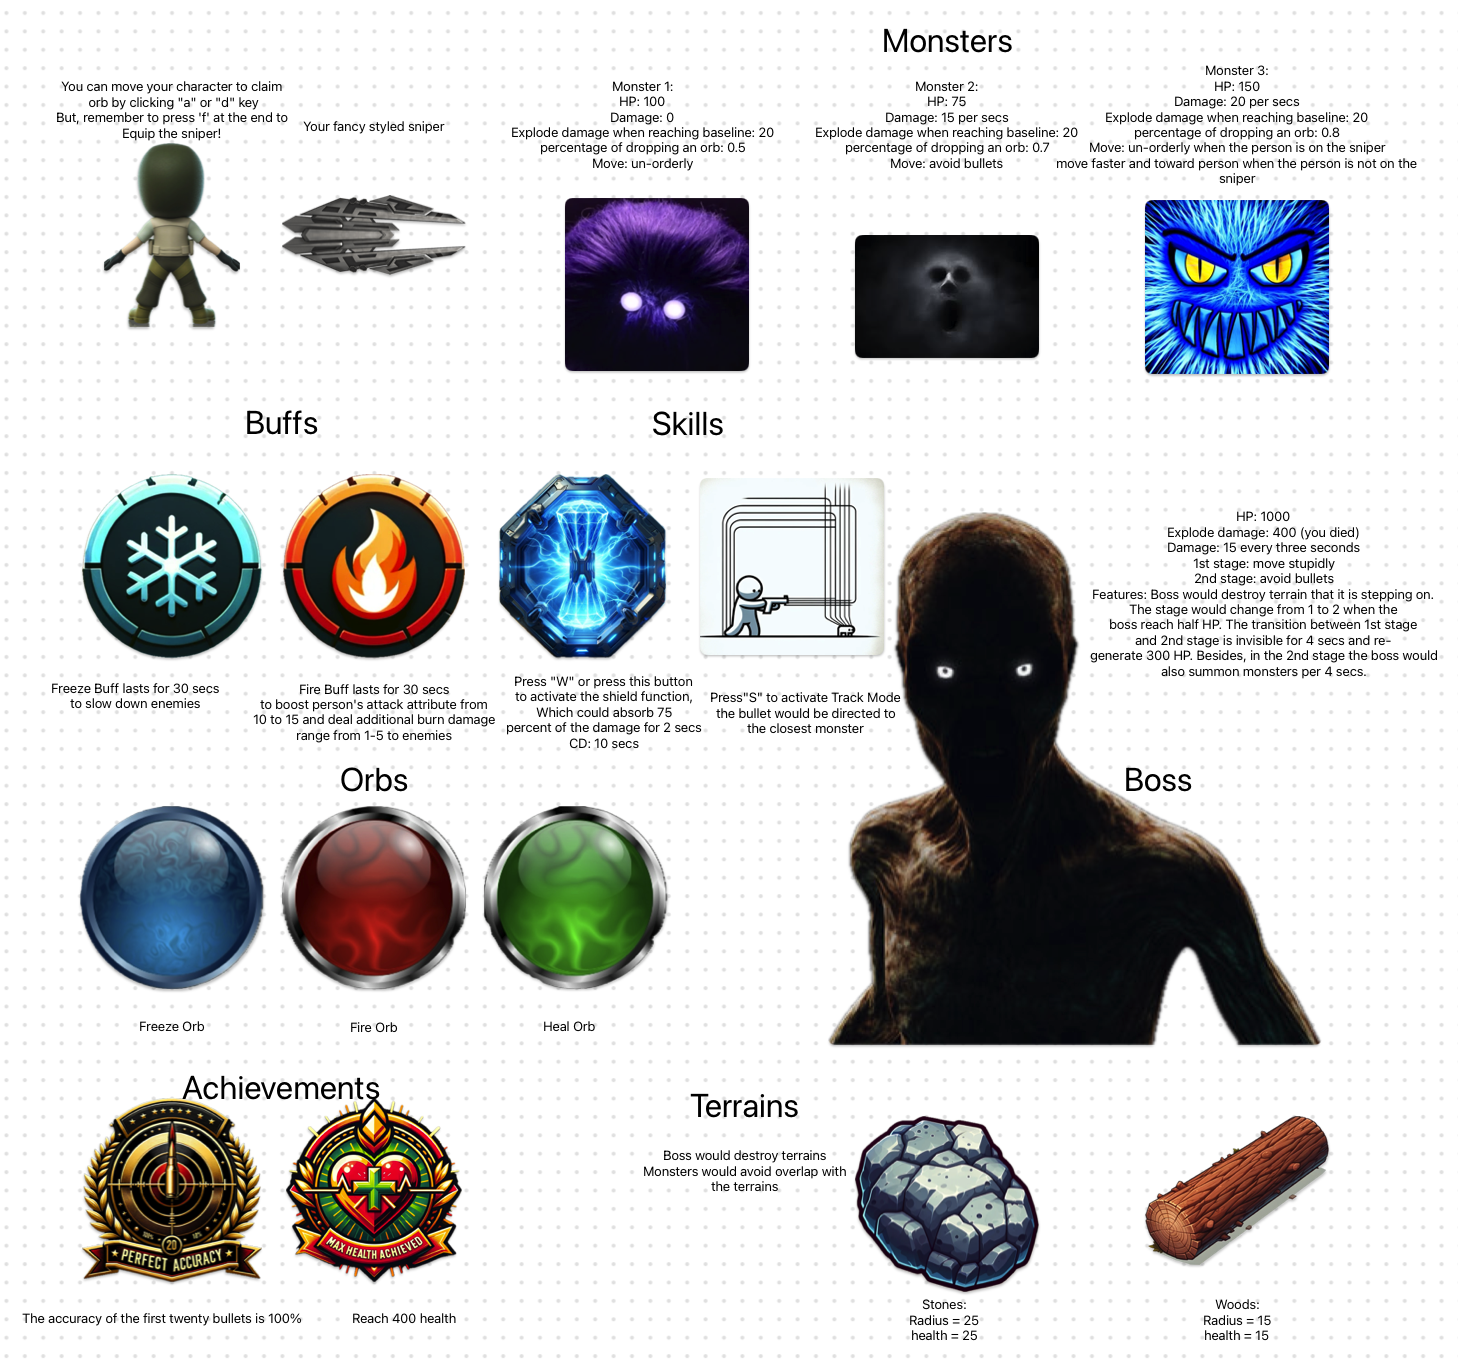 Monsters
You can move your character to claim
orb by clicking "a" or "d" key
But, remember to press 'f' at the end to
Equip the sniper!
Your fancy styled sniper
Monster 1:
HP: 100
Damage: 0
Explode damage when reaching baseline: 20
percentage of dropping an orb: 0.5
Move: un-orderly
Monster 2:
HP: 75
Damage: 15 per secs
Explode damage when reaching baseline: 20
percentage of dropping an orb: 0.7
Move: avoid bullets
Monster 3:
HP: 150
Damage: 20 per secs
Explode damage when reaching baseline: 20
percentage of dropping an orb: 0.8
Move: un-orderly when the person is on the sniper
move faster and toward person when the person is not on the
sniper
Buffs
Freeze Buff lasts for 30 secs
to slow down enemies
Fire Buff lasts for 30 secs
to boost person's attack attribute from
10 to 15 and deal additional burn damage
range from 1-5 to enemies
Skills
Press "W" or press this button
to activate the shield function,
Which could absorb 75
percent of the damage for 2 secs
CD: 10 secs
Press"S" to activate Track Mode
the bullet would be directed to
the closest monster
HP: 1000
Explode damage: 400 (you died)
Damage: 15 every three seconds
1st stage: move stupidly
2nd stage: avoid bullets
Features: Boss would destroy terrain that it is stepping on.
The stage would change from 1 to 2 when the
boss reach half HP. The transition between 1st stage
and 2nd stage is invisible for 4 secs and re-
generate 300 HP. Besides, in the 2nd stage the boss would
also summon monsters per 4 secs.
Boss
Orbs
Freeze Orb
Fire Orb
Heal Orb
Achievements
20
PERFECT ACCURACY
MAX HEALTH ACHIEVED
The accuracy of the first twenty bullets is 100%
Reach 400 health
Terrains
Boss would destroy terrains
Monsters would avoid overlap with
the terrains
Stones:
Radius = 25
health = 25
Woods:
Radius = 15
health = 15